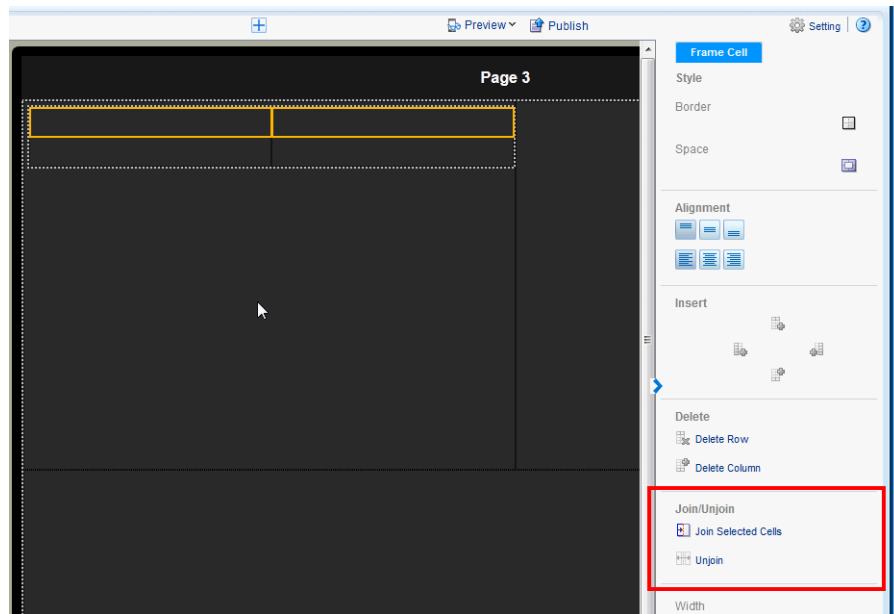 Preview
Publish
Setting
?
Frame Cell
Page 3
Style
Border
Space
Alignment
Insert
Delete
Delete Row
Delete Column
Join/Unjoin
Join Selected Cells
Unjoin
Width